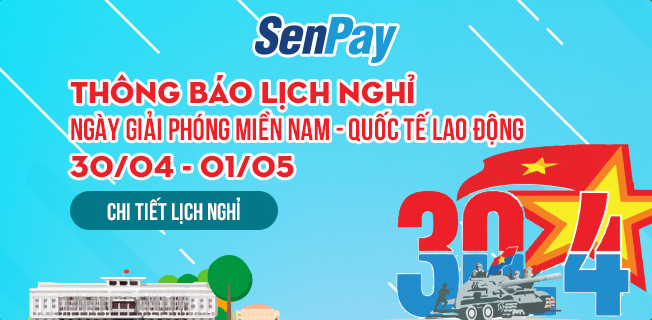 SenPay
THÔNG BÁO LỊCH NGHỈ
NGÀY GIẢI PHÓNG MIỀN NAM - QUỐC TẾ LAO ĐỘNG
30/04 - 01/05
CHI TIẾT LỊCH NGHỈ
30.4